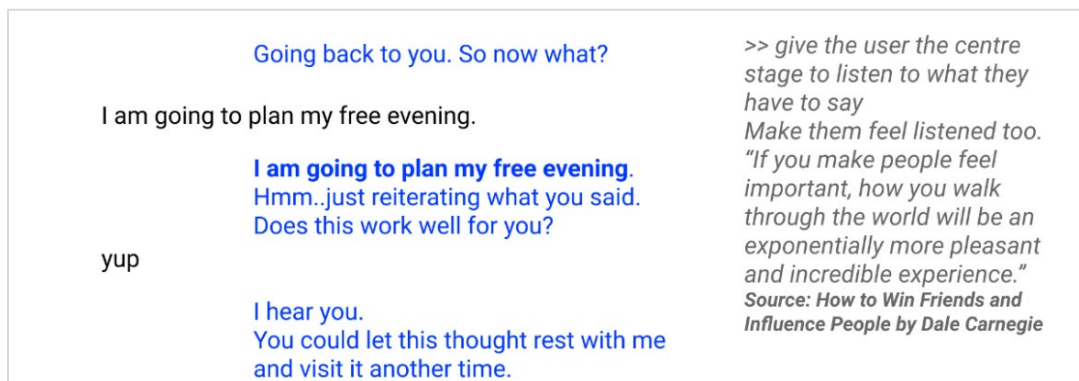 Going back to you. So now what?
I am going to plan my free evening.
I am going to plan my free evening.
Hmm..just reiterating what you said.
Does this work well for you?
yup
I hear you.
You could let this thought rest with me
and visit it another time.
>> give the user the centre
stage to listen to what they
have to say
Make them feel listened too.
“If you make people feel
important, how you walk
through the world will be an
exponentially more pleasant
and incredible experience.”
Source: How to Win Friends and
Influence People by Dale Carnegie